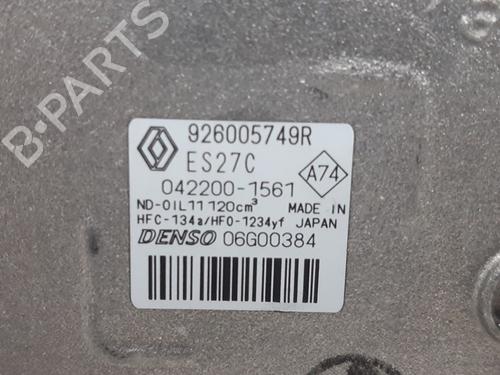 926005749R
ES27C
A74
042200-1561
ND-OIL11 120cm³ MADE IN
HFC-134a/HFO-1234yf JAPAN
DENSO 06G00384
B-PARTS